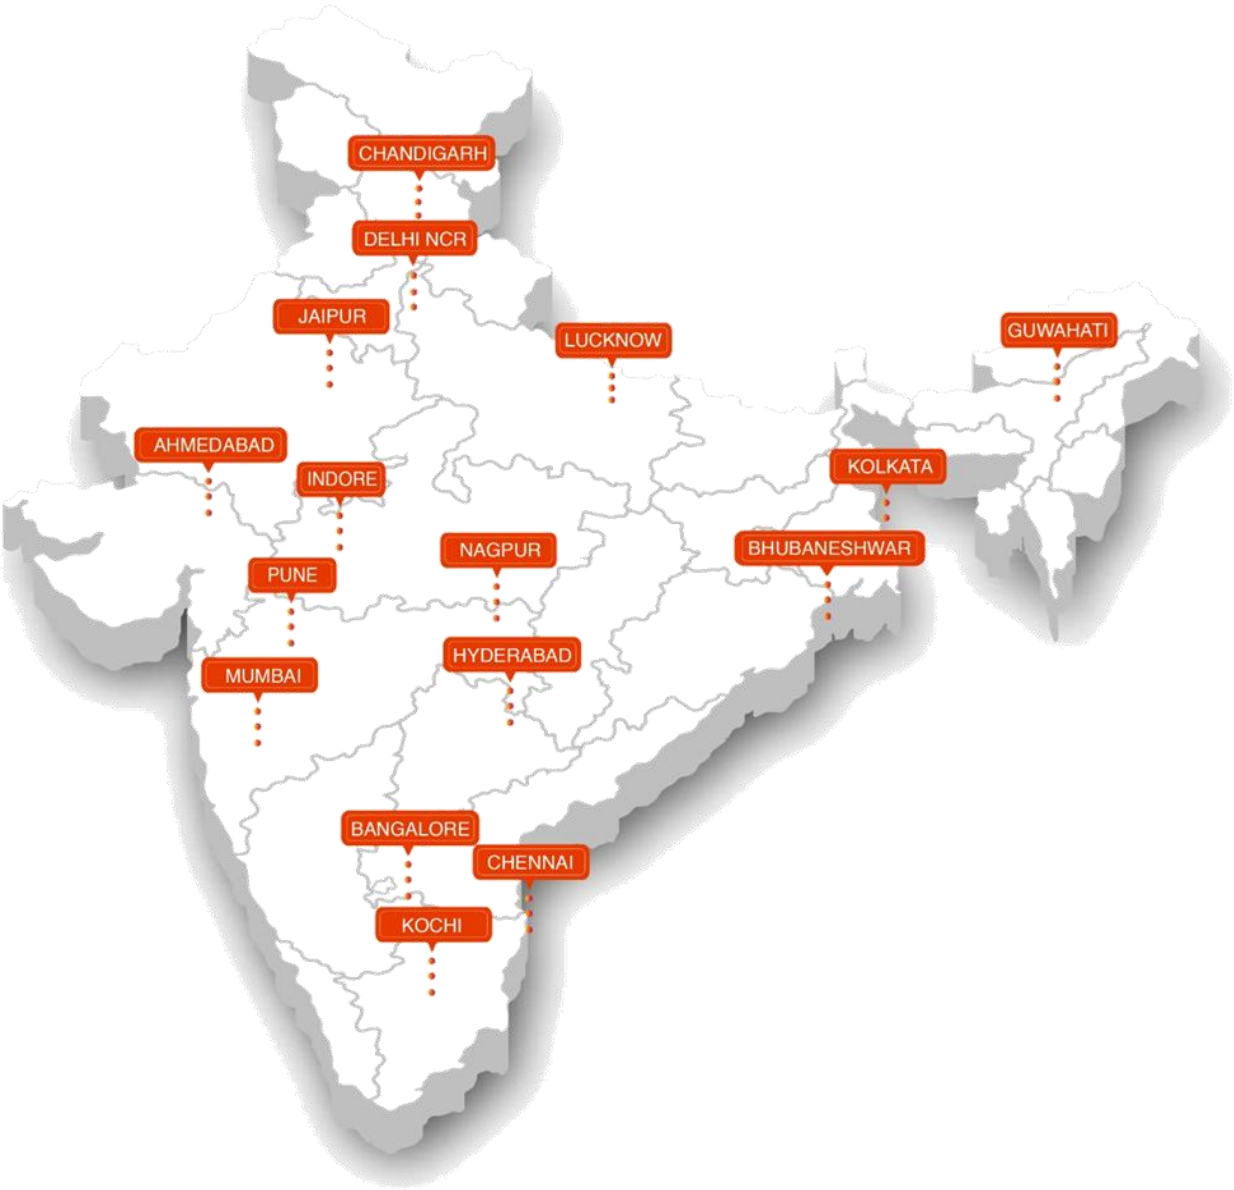 CHANDIGARH
DELHI NCR
JAIPUR
LUCKNOW
GUWAHATI
AHMEDABAD
INDORE
KOLKATA
NAGPUR
BHUBANESHWAR
PUNE
HYDERABAD
MUMBAI
BANGALORE
CHENNAI
KOCHI